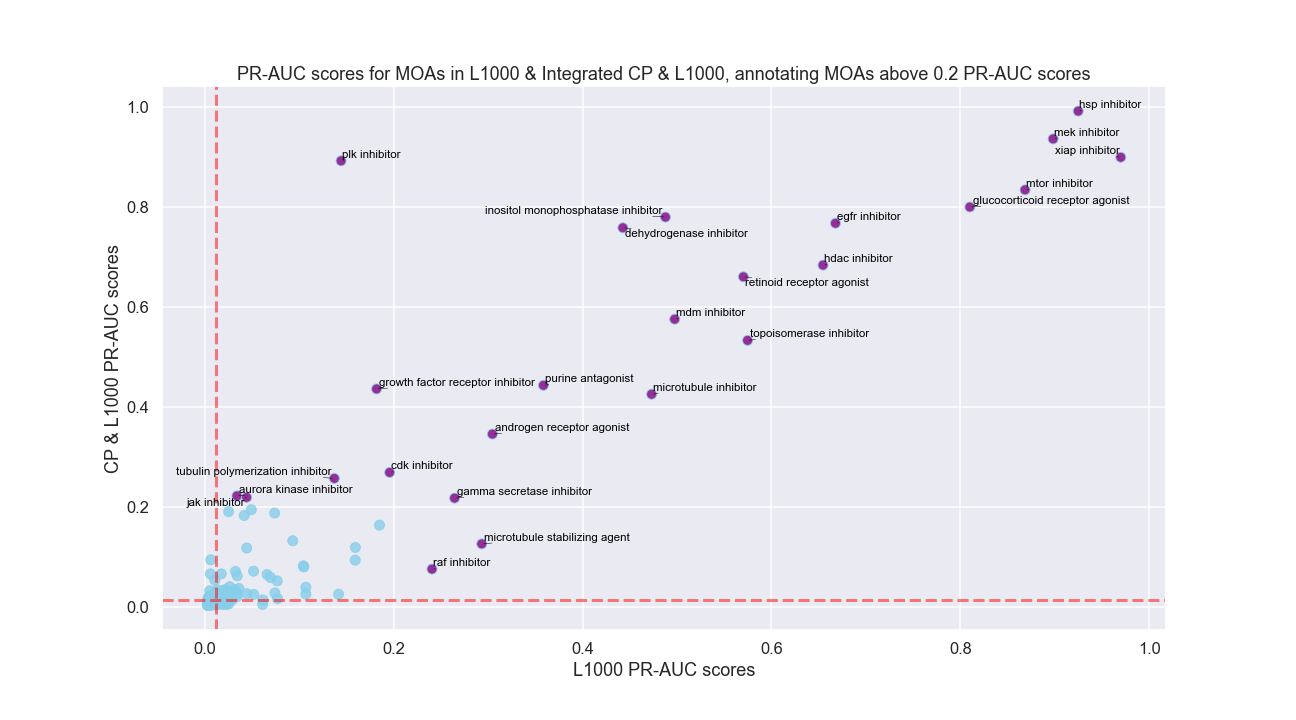 PR-AUC scores for MOAs in L1000 & Integrated CP & L1000, annotating MOAs above 0.2 PR-AUC scores
CP & L1000 PR-AUC scores
1.0
0.8
0.6
0.4
0.2
0.0
hsp inhibitor
mek inhibitor
xiap inhibitor
plk inhibitor
mtor inhibitor
glucocorticoid receptor agonist
inositol monophosphatase inhibitor
egfr inhibitor
dehydrogenase inhibitor
hdac inhibitor
retinoid receptor agonist
mdm inhibitor
topoisomerase inhibitor
growth factor receptor inhibitor
purine antagonist
microtubule inhibitor
androgen receptor agonist
tubulin polymerization inhibitor
cdk inhibitor
aurora kinase inhibitor
gamma secretase inhibitor
jak inhibitor
microtubule stabilizing agent
raf inhibitor
0.0
0.2
0.4
0.6
0.8
1.0
L1000 PR-AUC scores